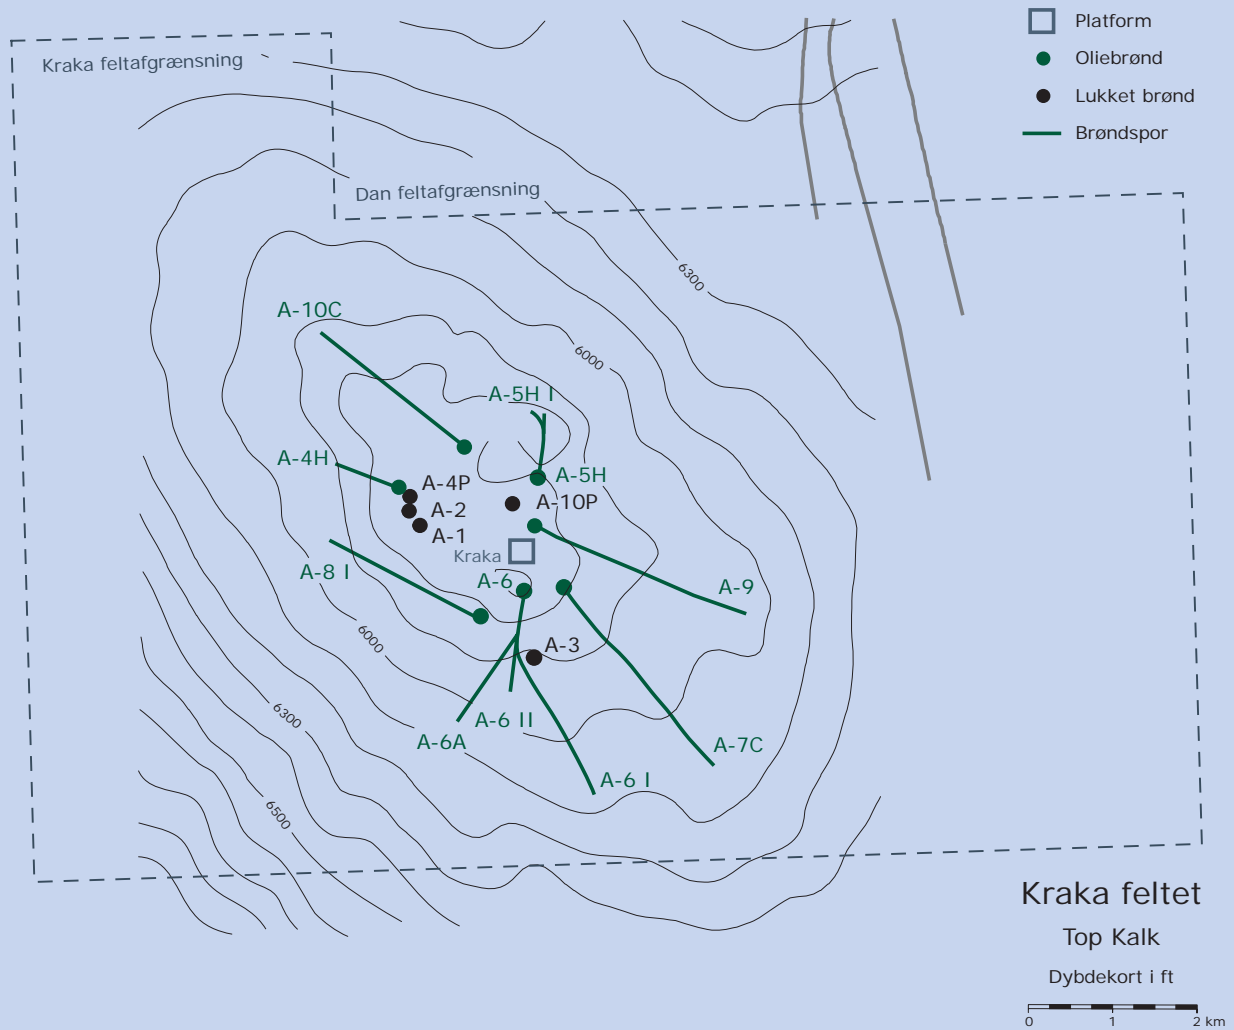 Platform
Oliebrønd
Lukket brønd
Brøndspor
Kraka feltafgrænsning
Dan feltafgrænsning
6300
A-10C
6000
A-5H I
A-4H
A-4P
A-5H
A-2
A-10P
A-1
Kraka
A-8 I
A-6
A-9
6000
A-3
6300
A-6 II
A-6A
A-7C
A-6 I
6500
Kraka feltet
Top Kalk
Dybdekort i ft
0 1 2 km